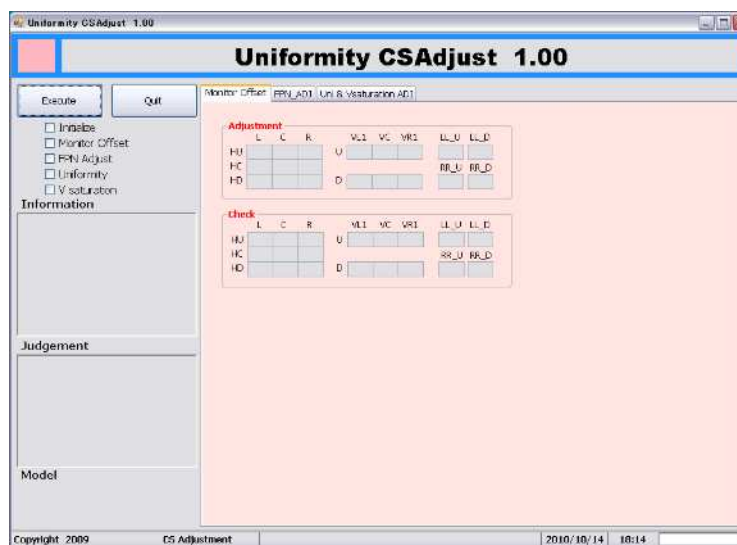 Uniformity CSAdjust 1.00
Uniformity CSAdjust 1.00
Execute Quit
Initialize
Monitor Offset
FPN Adjust
Uniformity
V saturation
Information
Judgement
Model
Monitor Offset FPN_ADJ Uni & Vsaturation ADJ
Adjustment
L C R VL1 VC VR1 LL_U LL_D
HU U
HC RR_U RR_D
HD D
Check
L C R VL1 VC VR1 LL_U LL_D
HU U
HC RR_U RR_D
HD D
Copyright 2009 CS Adjustment 2010/10/14 18:14